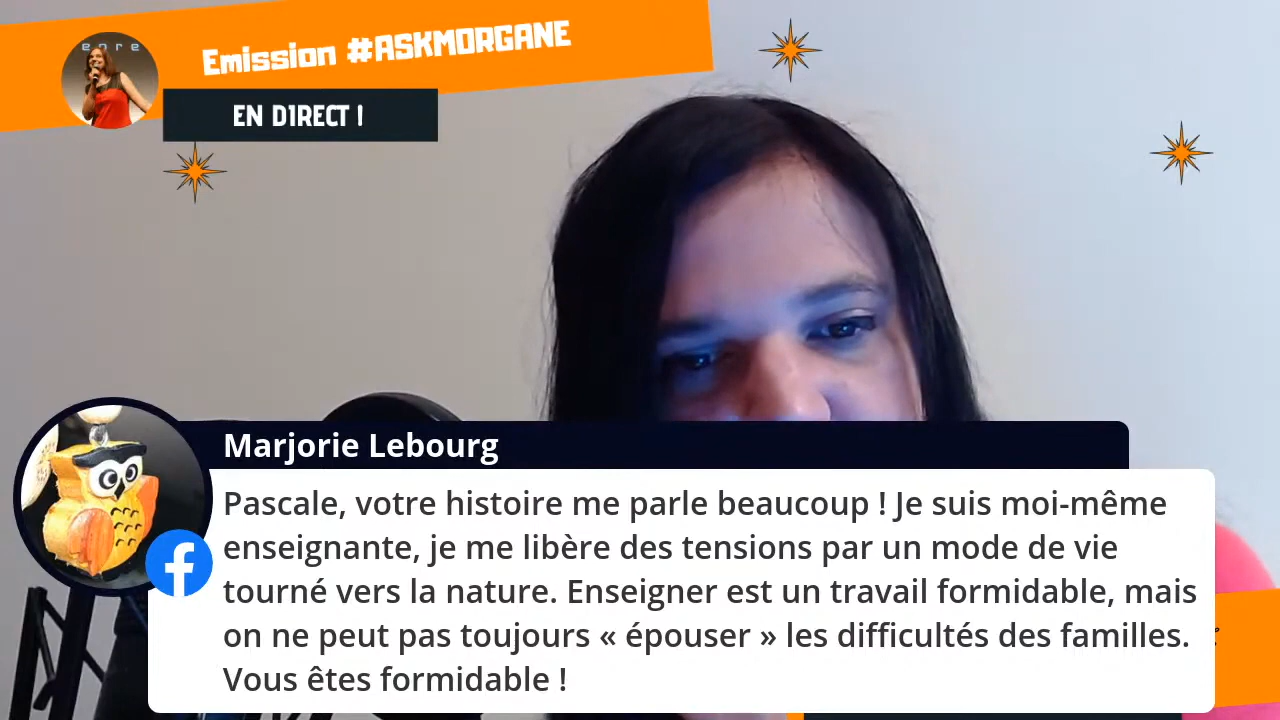 enre
Emission #ASKMORGANE
EN DIRECT !
Marjorie Lebourg
Pascale, votre histoire me parle beaucoup ! Je suis moi-même
enseignante, je me libère des tensions par un mode de vie
tourné vers la nature. Enseigner est un travail formidable, mais
on ne peut pas toujours « épouser » les difficultés des familles.
Vous êtes formidable !